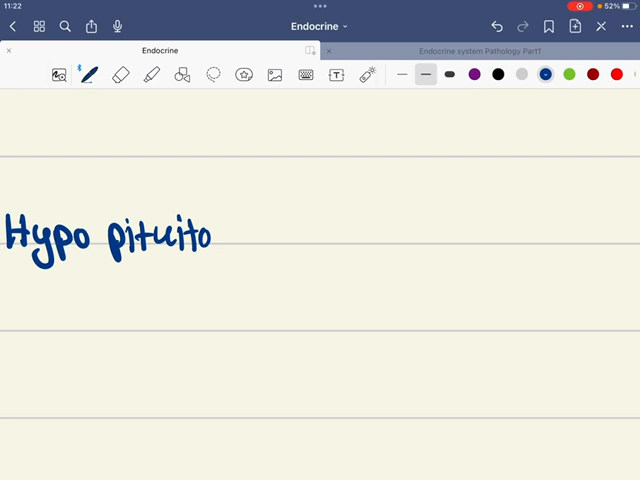 11:22
52%
Endocrine
Endocrine
Endocrine system Pathology Part1
T
Hypo pituito